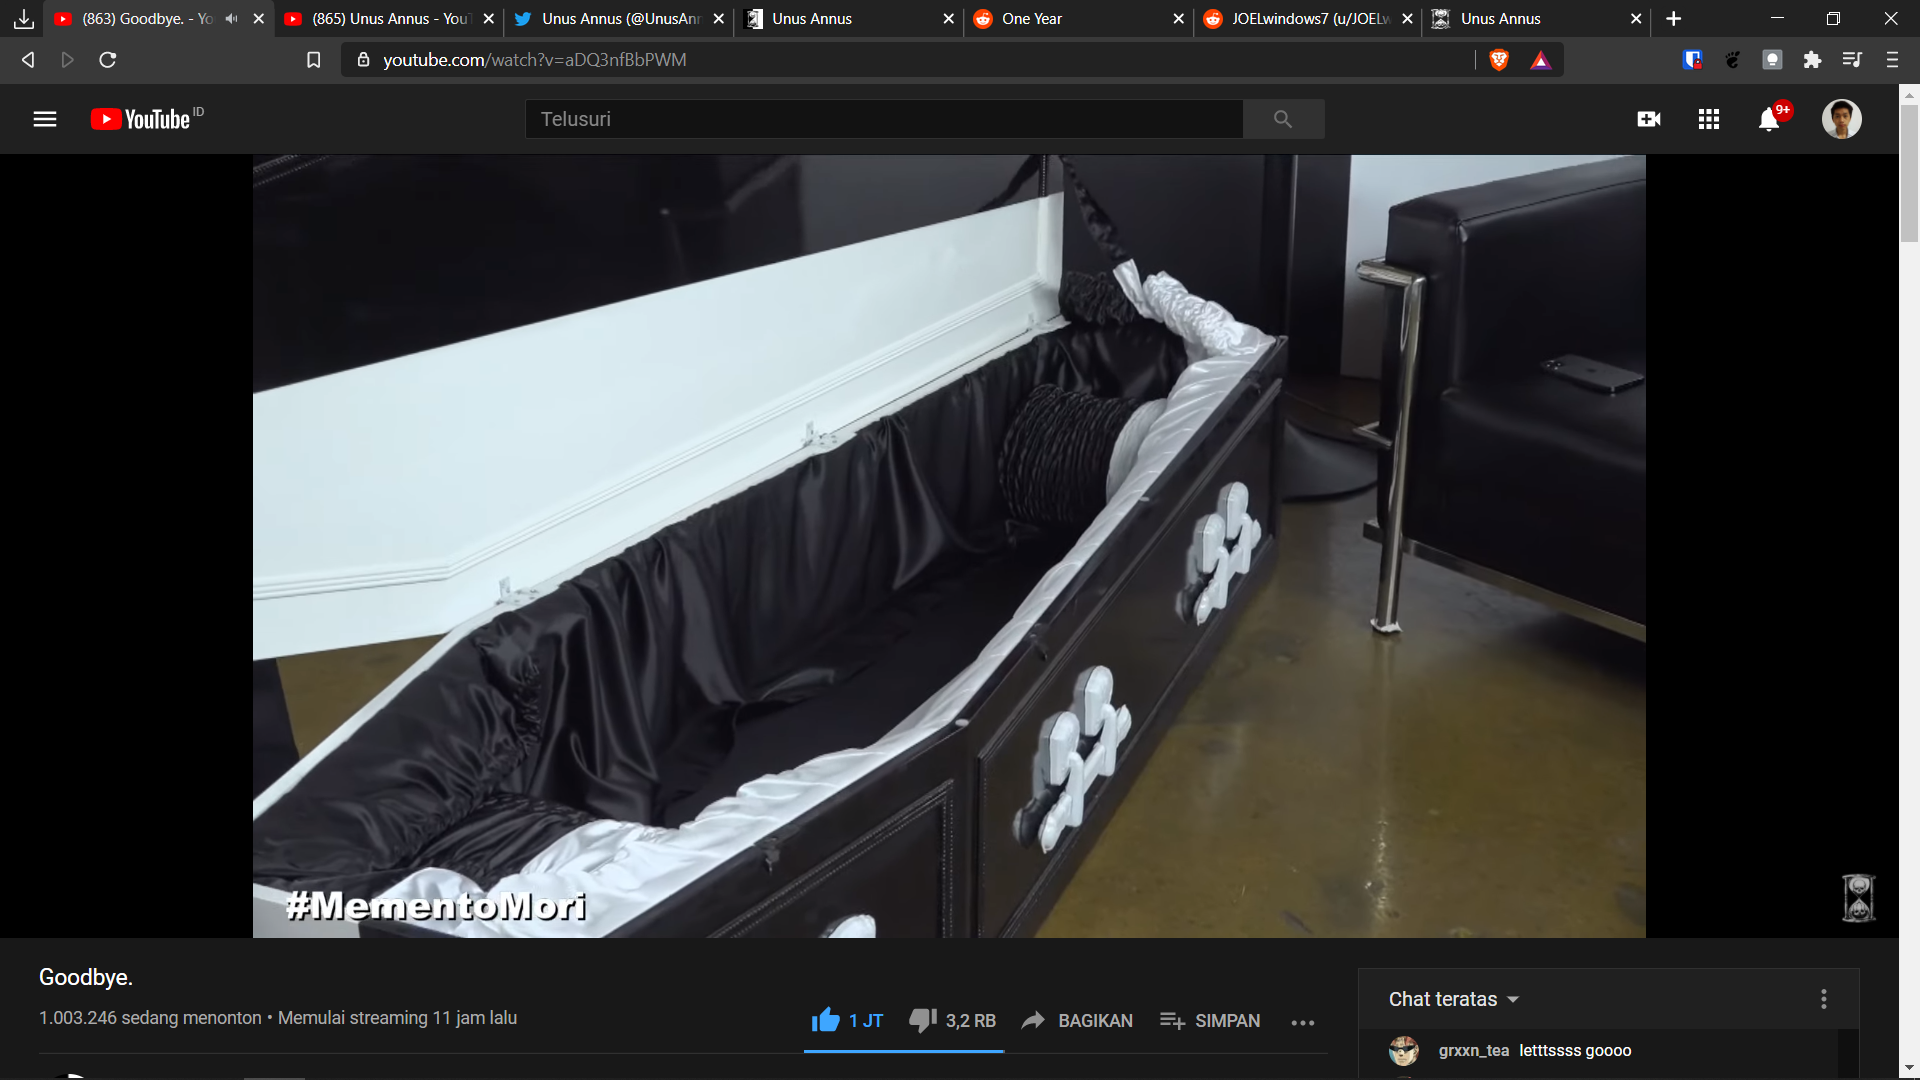 (863) Goodbye. - Yo
(865) Unus Annus - YouT
Unus Annus (@UnusAnn
Unus Annus
One Year
JOELwindows7 (u/JOELw
Unus Annus
youtube.com/watch?v=aDQ3nfBbPWM
YouTube ID
Telusuri
9+
#MementoMori
Goodbye.
1.003.246 sedang menonton • Memulai streaming 11 jam lalu
1 JT
3,2 RB
BAGIKAN
SIMPAN
Chat teratas
grxxn_tea letttssss goooo